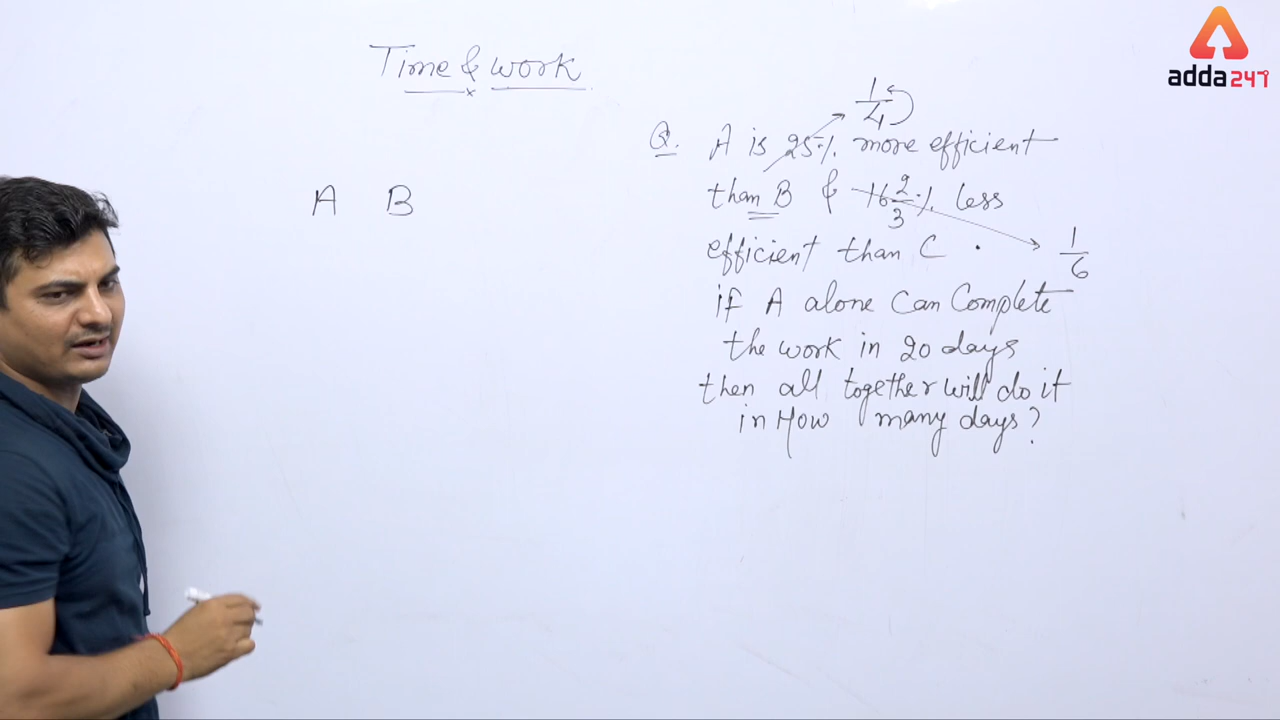 Time & work
adda247
1/4
Q. A is 25% more efficient
than B & 16 2/3 % less
efficient than C
1/6
if A alone Can Complete
the work in 20 days
then all together will do it
in How many days?
A B